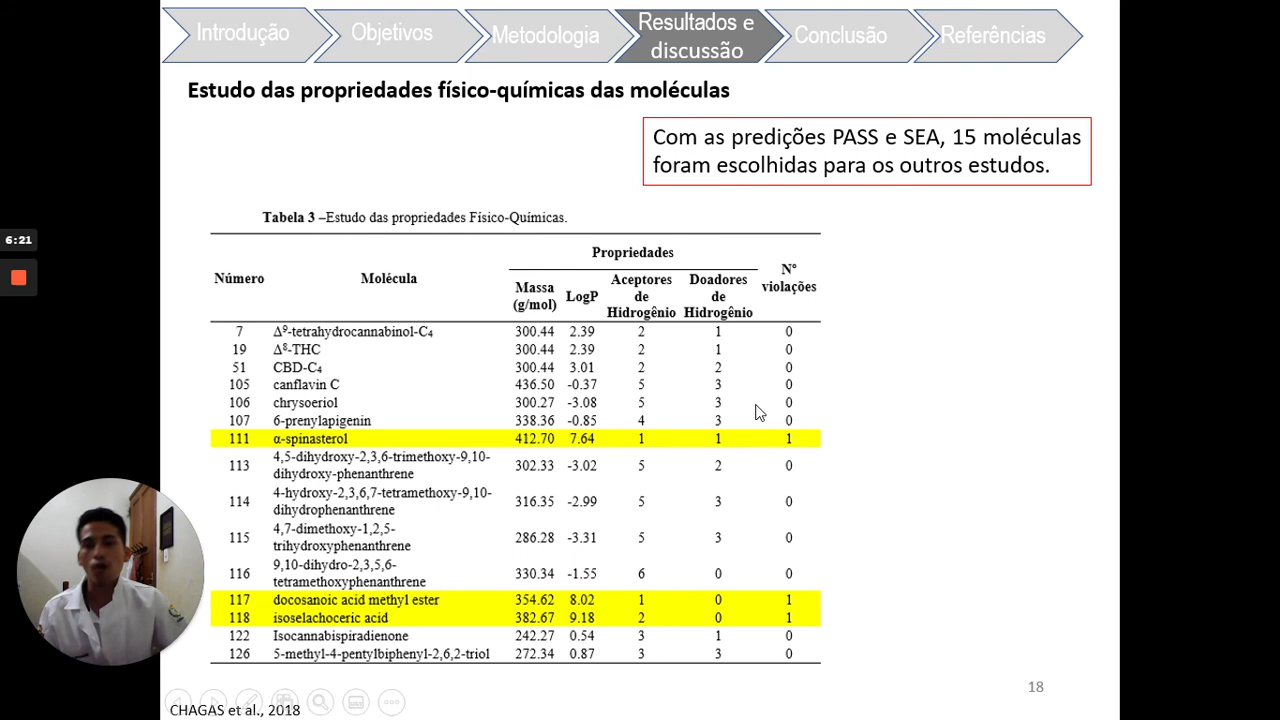 Introdução Objetivos Metodologia Resultados e discussão Conclusão Referências
Estudo das propriedades físico-químicas das moléculas
Com as predições PASS e SEA, 15 moléculas
foram escolhidas para os outros estudos.
6:21
Tabela 3 –Estudo das propriedades Físico-Químicas.
Propriedades
Número Molécula Massa (g/mol) LogP Aceptores de Hidrogênio Doadores de Hidrogênio Nº violações
7 Δ⁹-tetrahydrocannabinol-C₄ 300.44 2.39 2 1 0
19 Δ⁸-THC 300.44 2.39 2 1 0
51 CBD-C₄ 300.44 3.01 2 2 0
105 canflavin C 436.50 -0.37 5 3 0
106 chrysoeriol 300.27 -3.08 5 3 0
107 6-prenylapigenin 338.36 -0.85 4 3 0
111 α-spinasterol 412.70 7.64 1 1 1
113 4,5-dihydroxy-2,3,6-trimethoxy-9,10-
dihydroxy-phenanthrene 302.33 -3.02 5 2 0
114 4-hydroxy-2,3,6,7-tetramethoxy-9,10-
dihydrophenanthrene 316.35 -2.99 5 3 0
115 4,7-dimethoxy-1,2,5-
trihydroxyphenanthrene 286.28 -3.31 5 3 0
116 9,10-dihydro-2,3,5,6-
tetramethoxyphenanthrene 330.34 -1.55 6 0 0
117 docosanoic acid methyl ester 354.62 8.02 1 0 1
118 isoselachoceric acid 382.67 9.18 2 0 1
122 Isocannabispiradienone 242.27 0.54 3 1 0
126 5-methyl-4-pentylbiphenyl-2,6,2-triol 272.34 0.87 3 3 0
18
CHAGAS et al., 2018